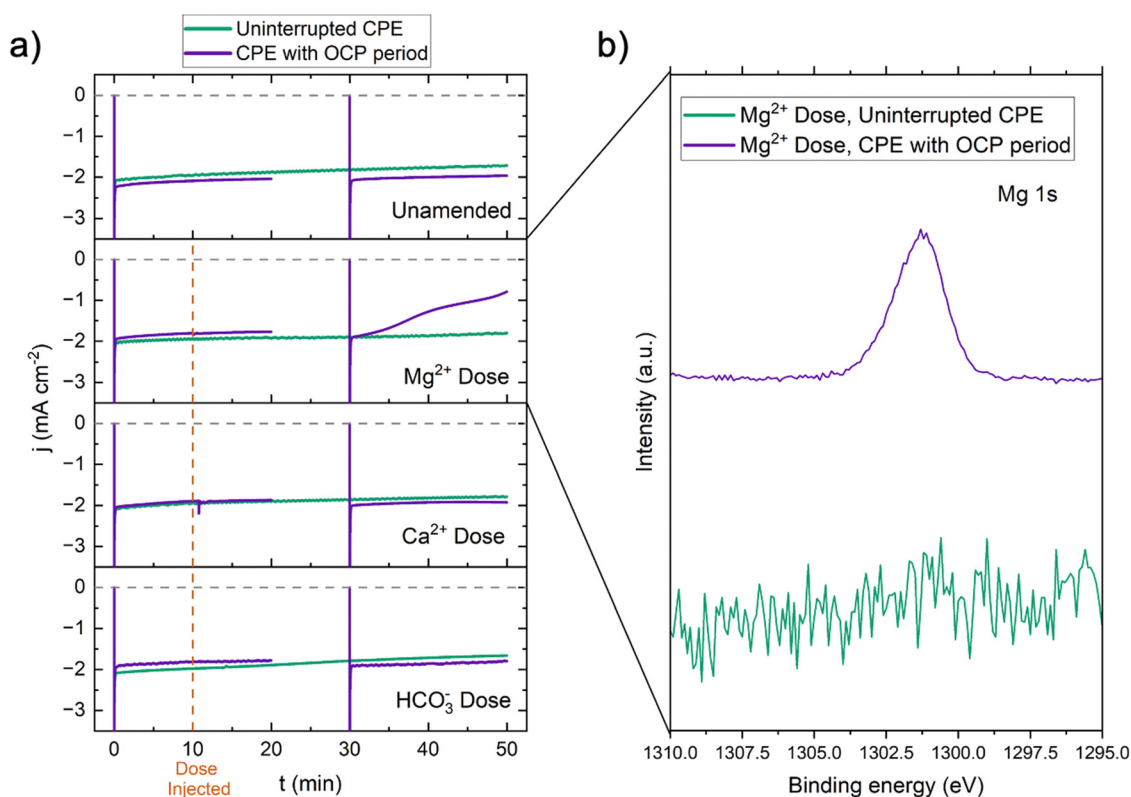 a)
Uninterrupted CPE
CPE with OCP period
0
−1
−2
−3
Unamended
0
−1
−2
−3
Mg²⁺ Dose
0
−1
−2
−3
Ca²⁺ Dose
0
−1
−2
−3
HCO₃⁻ Dose
j (mA cm⁻²)
0 10 20 30 40 50
Dose
Injected
t (min)
b)
Mg²⁺ Dose, Uninterrupted CPE
Mg²⁺ Dose, CPE with OCP period
Mg 1s
Intensity (a.u.)
1310.0 1307.5 1305.0 1302.5 1300.0 1297.5 1295.0
Binding energy (eV)